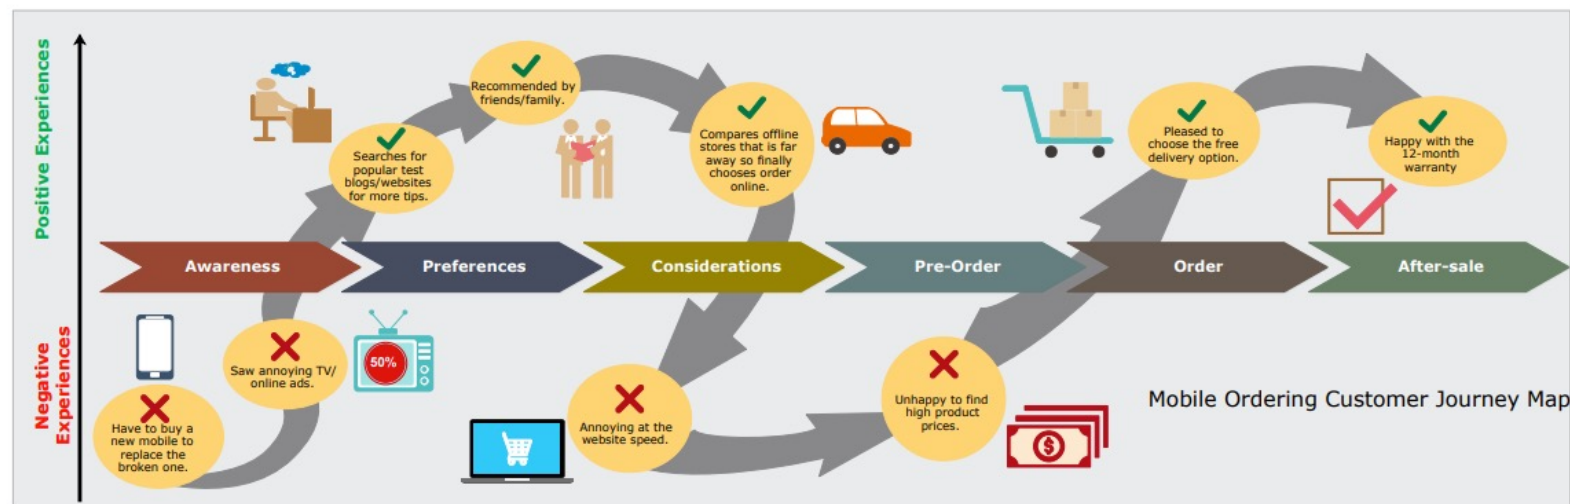 Positive Experiences
Negative
Experiences
Recommended by
friends/family.
Searches for
popular test
blogs/websites
for more tips.
Compares offline
stores that is far
away so finally
chooses order
online.
Pleased to
choose the free
delivery option.
Happy with the
12-month
warranty
Awareness
Preferences
Considerations
Pre-Order
Order
After-sale
Have to buy a
new mobile to
replace the
broken one.
Saw annoying TV/
online ads.
50%
Annoying at the
website speed.
Unhappy to find
high product
prices.
$
Mobile Ordering Customer Journey Map